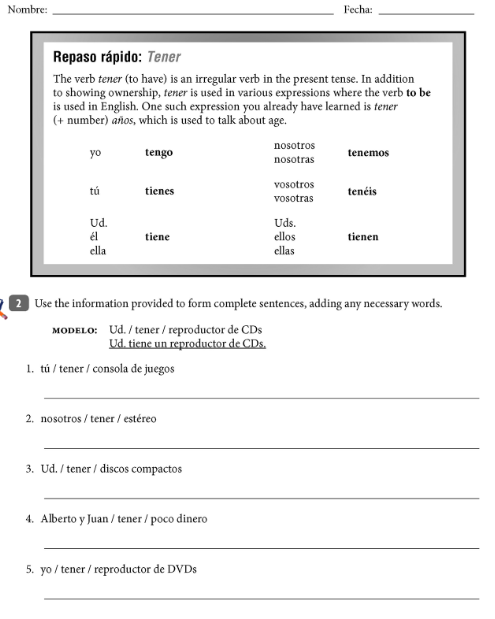 Nombre: Fecha:
Repaso rápido: Tener
The verb tener (to have) is an irregular verb in the present tense. In addition
to showing ownership, tener is used in various expressions where the verb to be
is used in English. One such expression you already have learned is tener
(+ number) años, which is used to talk about age.
yo tengo nosotros nosotras tenemos
tú tienes vosotros vosotras tenéis
Ud. Uds.
él tiene ellos tienen
ella ellas
2 Use the information provided to form complete sentences, adding any necessary words.
MODELO: Ud. / tener / reproductor de CDs
Ud. tiene un reproductor de CDs.
1. tú / tener / consola de juegos
2. nosotros / tener / estéreo
3. Ud. / tener / discos compactos
4. Alberto y Juan / tener / poco dinero
5. yo / tener / reproductor de DVDs